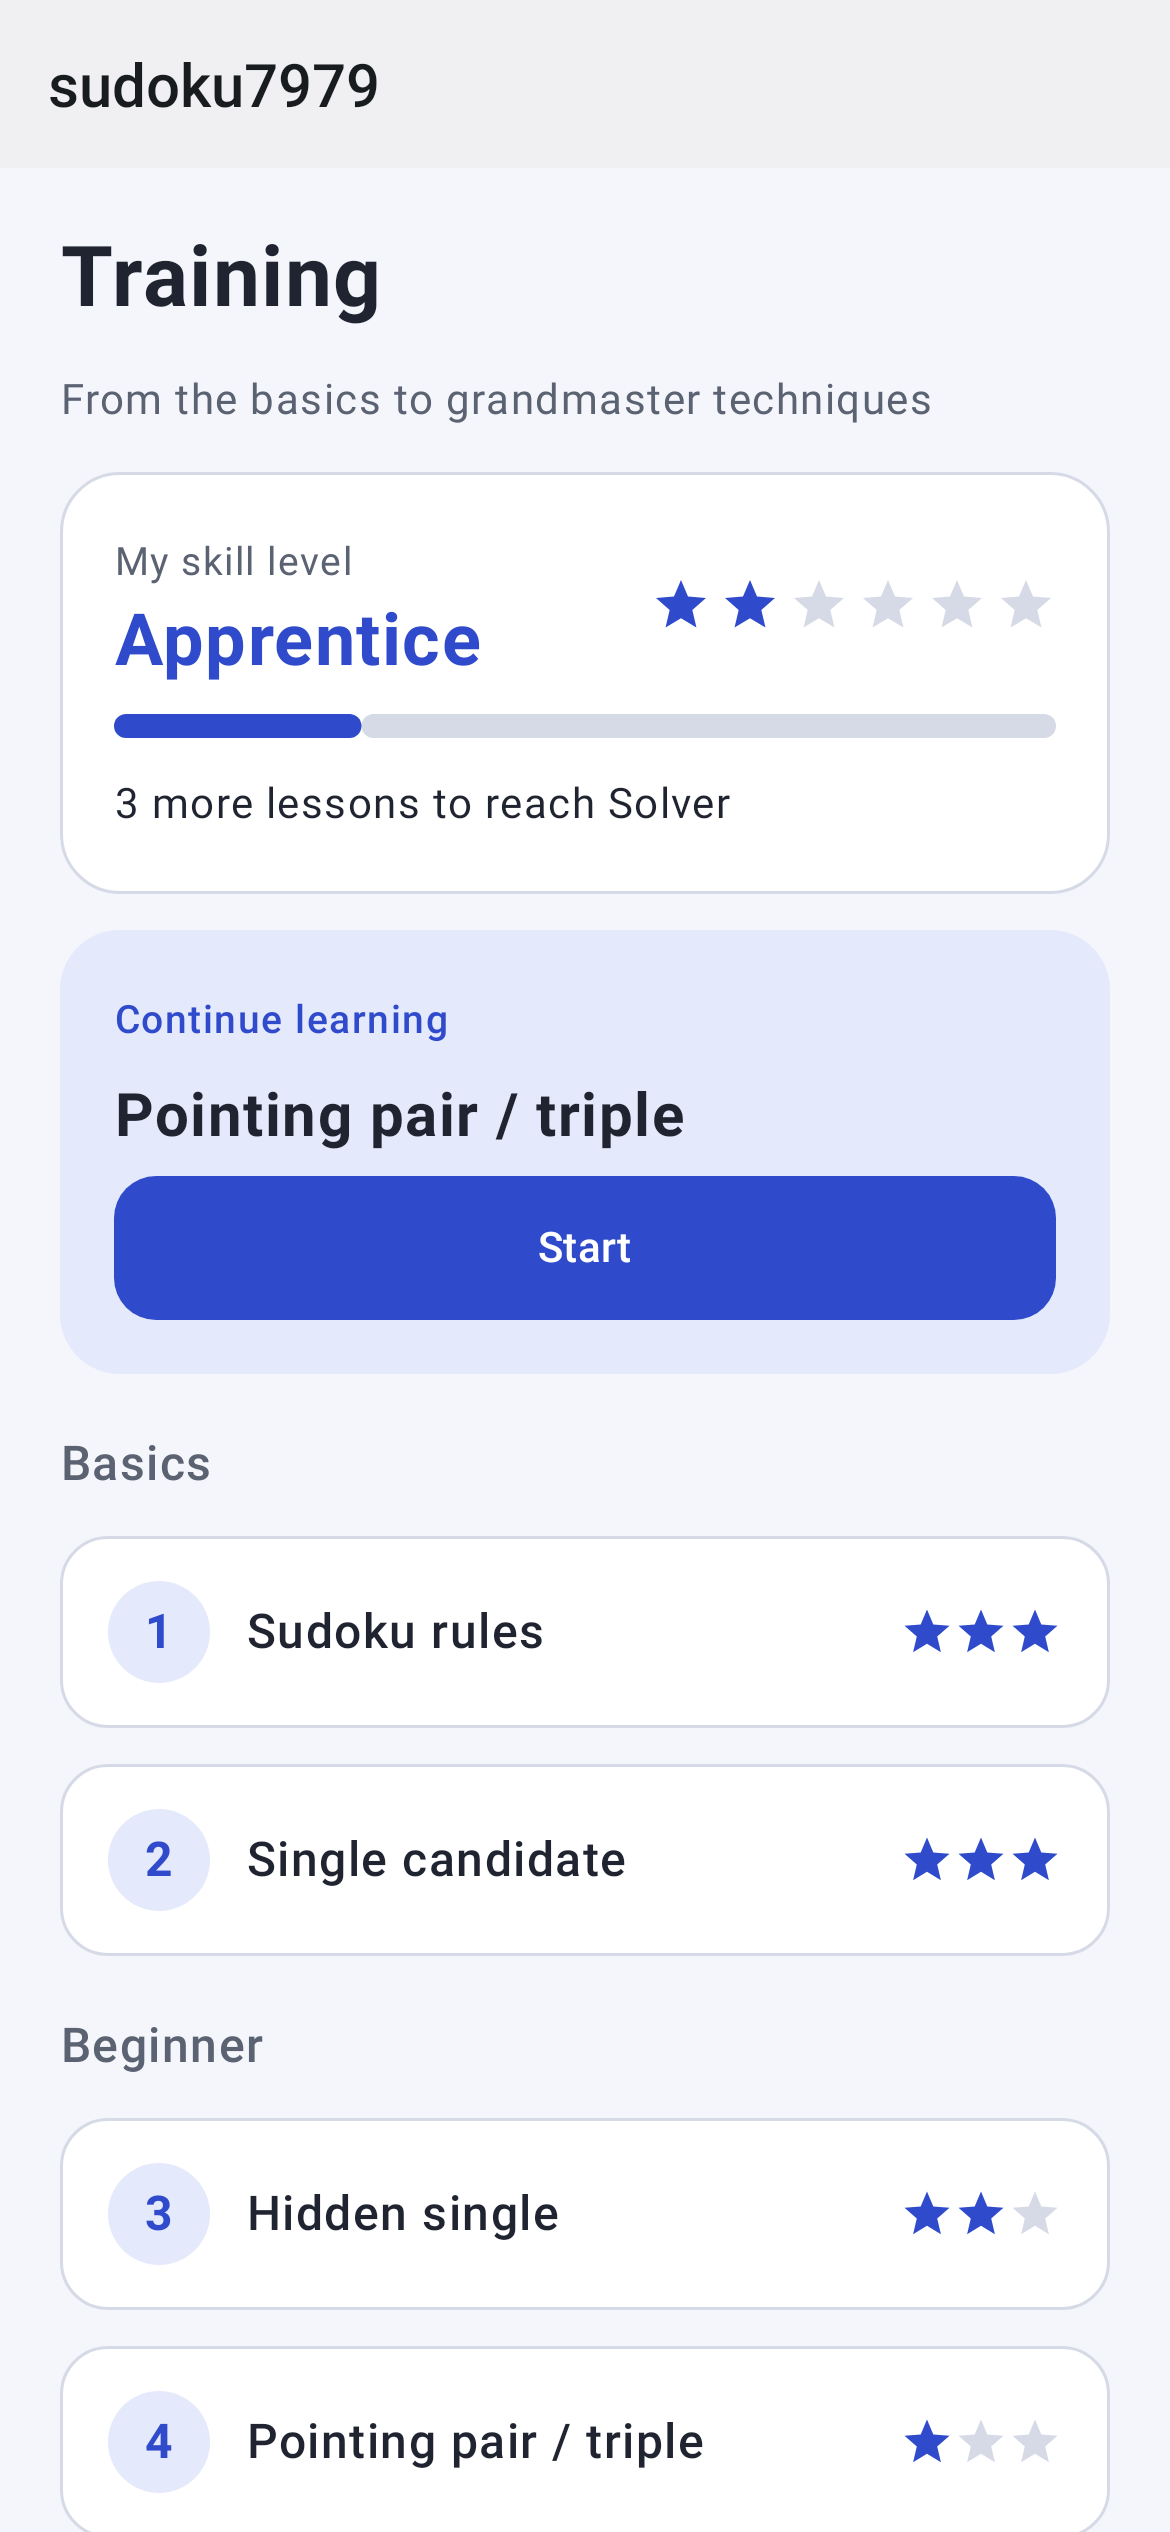 sudoku7979
Training
From the basics to grandmaster techniques
My skill level
Apprentice
3 more lessons to reach Solver
Continue learning
Pointing pair / triple
Start
Basics
1 Sudoku rules
2 Single candidate
Beginner
3 Hidden single
4 Pointing pair / triple